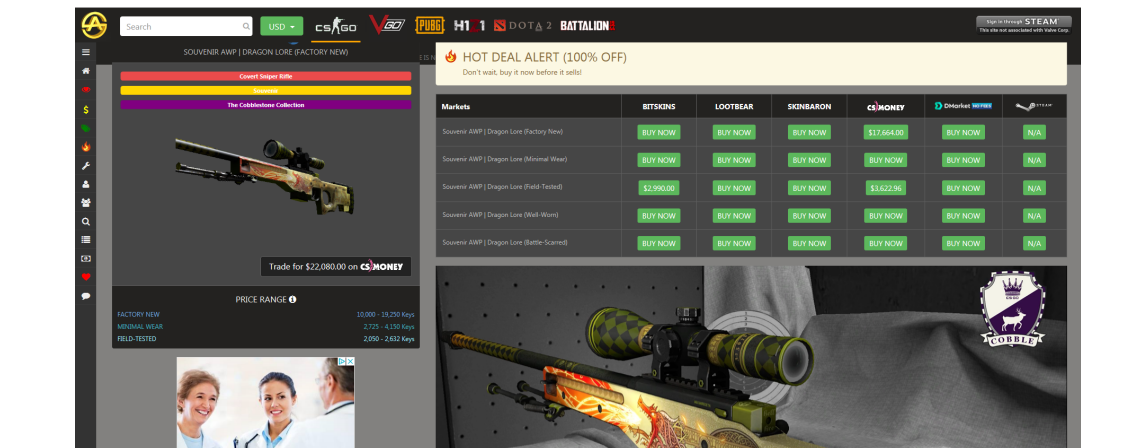 Search
USD
CS GO
VGO
PUBG
H1Z1
DOTA 2
BATTALION
Sign in through STEAM
This site not associated with Valve Corp.
SOUVENIR AWP | DRAGON LORE (FACTORY NEW)
Covert Sniper Rifle
Souvenir
The Cobblestone Collection
Trade for $22,080.00 on CS MONEY
PRICE RANGE
FACTORY NEW 10,000 - 19,250 Keys
MINIMAL WEAR 2,725 - 4,150 Keys
FIELD-TESTED 2,050 - 2,632 Keys
HOT DEAL ALERT (100% OFF)
Don't wait, buy it now before it sells!
Markets BITSKINS LOOTBEAR SKINBARON CS MONEY DMarket STEAM
Souvenir AWP | Dragon Lore (Factory New) BUY NOW BUY NOW BUY NOW $17,664.00 BUY NOW N/A
Souvenir AWP | Dragon Lore (Minimal Wear) BUY NOW BUY NOW BUY NOW BUY NOW BUY NOW N/A
Souvenir AWP | Dragon Lore (Field-Tested) $2,990.00 BUY NOW BUY NOW $3,622.96 BUY NOW N/A
Souvenir AWP | Dragon Lore (Well-Worn) BUY NOW BUY NOW BUY NOW BUY NOW BUY NOW N/A
Souvenir AWP | Dragon Lore (Battle-Scarred) BUY NOW BUY NOW BUY NOW BUY NOW BUY NOW N/A
COBBLE